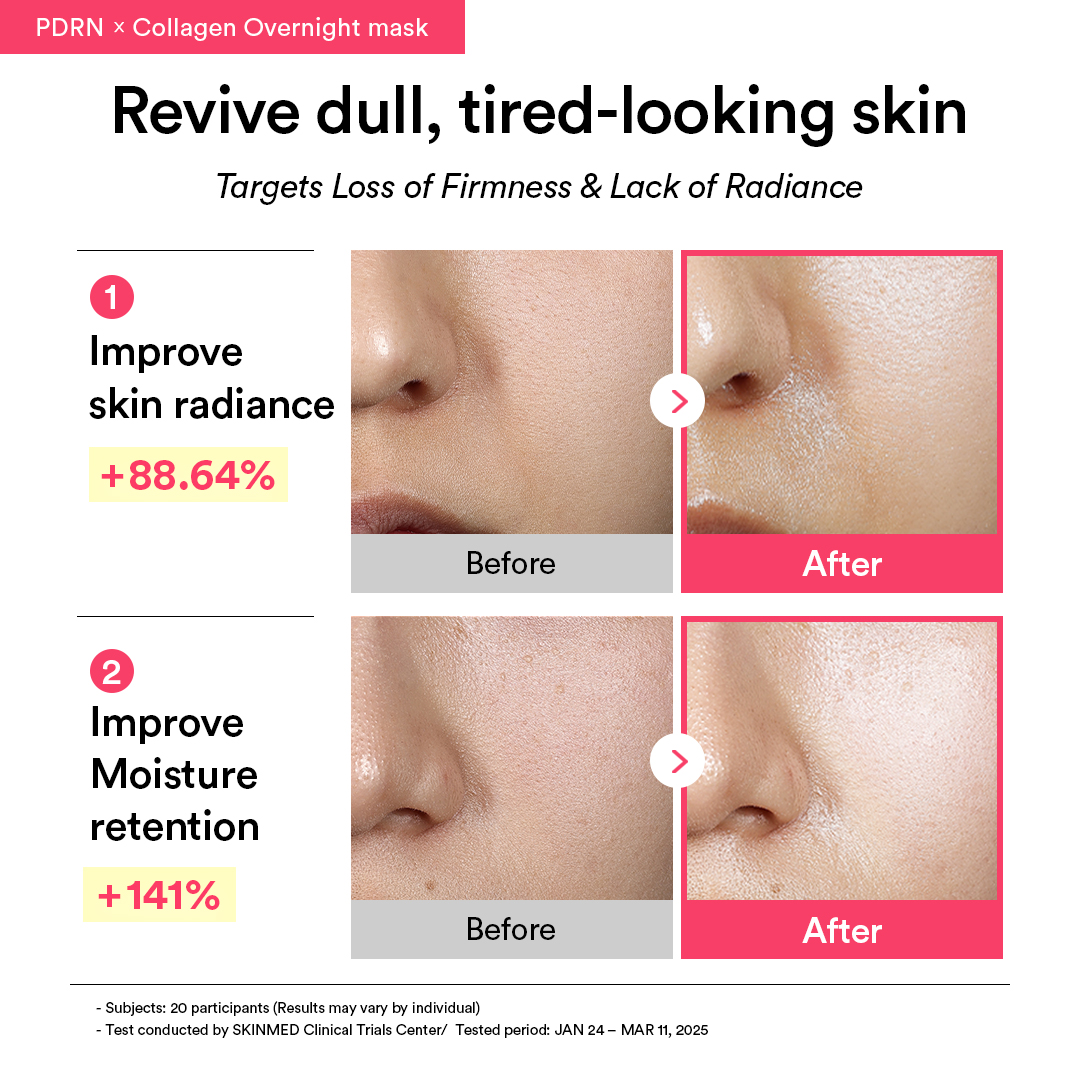 PDRN x Collagen Overnight mask
Revive dull, tired-looking skin
Targets Loss of Firmness & Lack of Radiance
1
Improve
skin radiance
+88.64%
Before
After
2
Improve
Moisture
retention
+141%
Before
After
- Subjects: 20 participants (Results may vary by individual)
- Test conducted by SKINMED Clinical Trials Center/ Tested period: JAN 24 – MAR 11, 2025